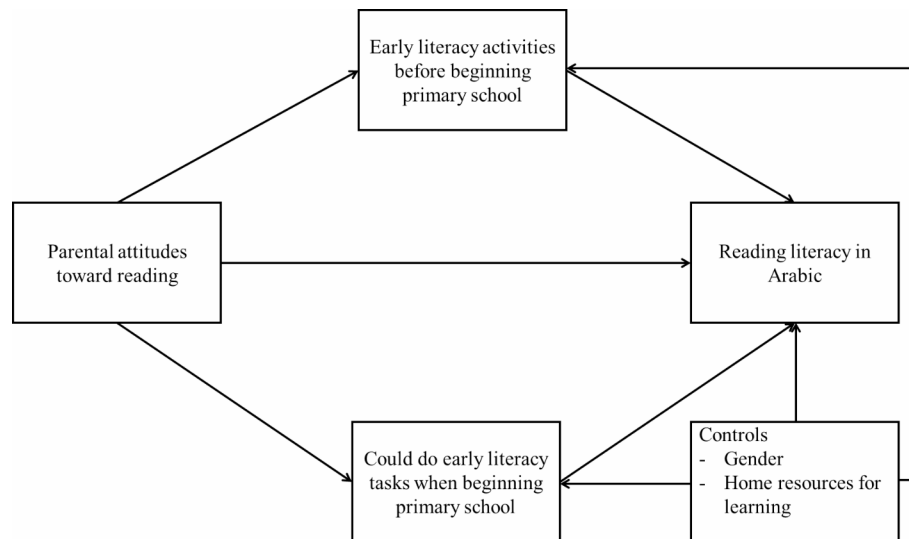 Early literacy activities
before beginning
primary school
Parental attitudes
toward reading
Reading literacy in
Arabic
Could do early literacy
tasks when beginning
primary school
Controls
- Gender
- Home resources for
learning